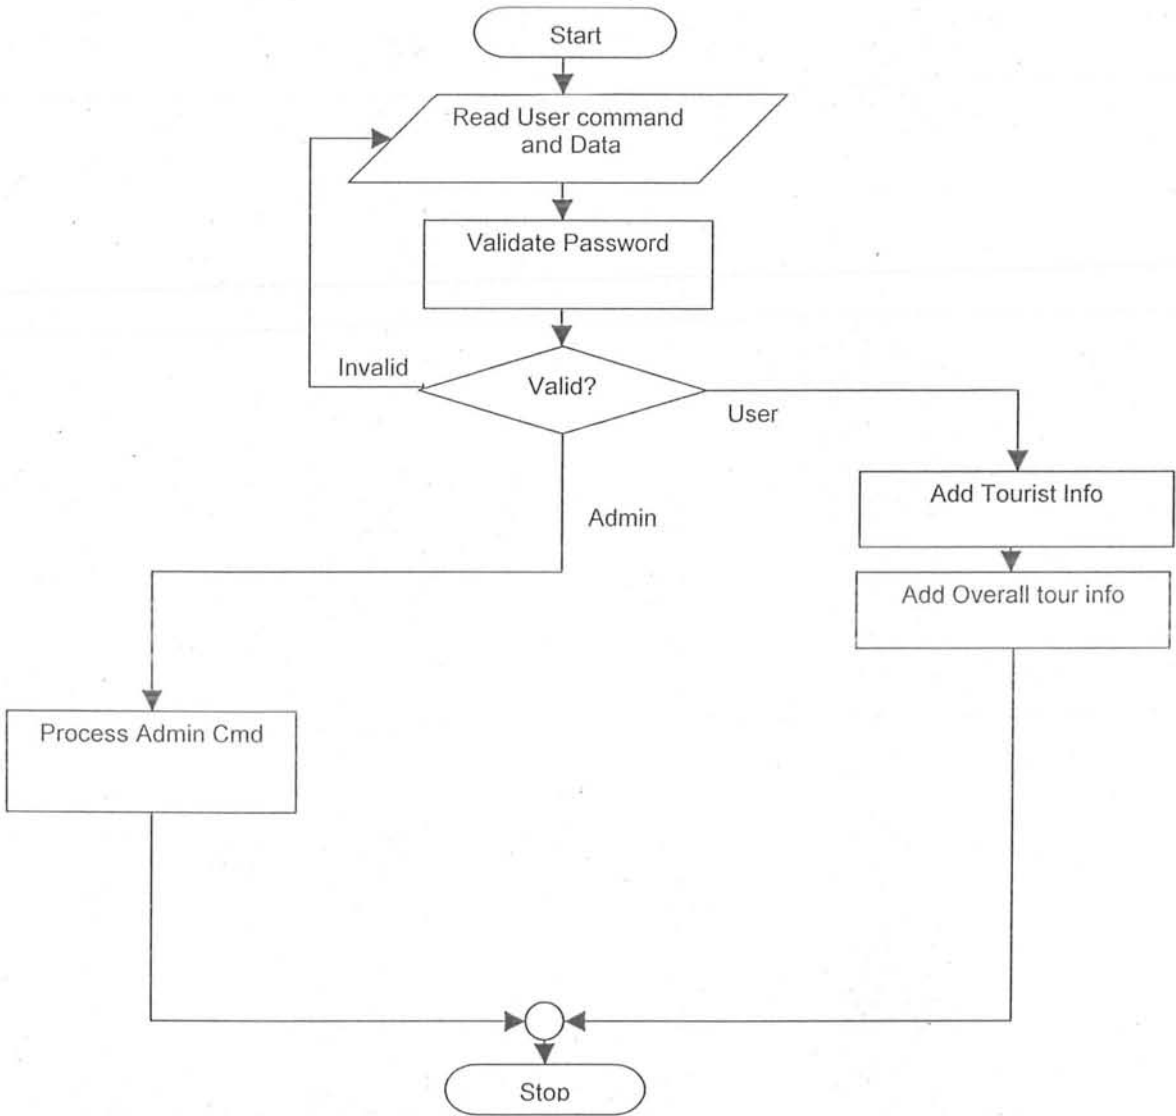 Start
Read User command
and Data
Validate Password
Invalid
Valid?
User
Add Tourist Info
Admin
Add Overall tour info
Process Admin Cmd
Stop